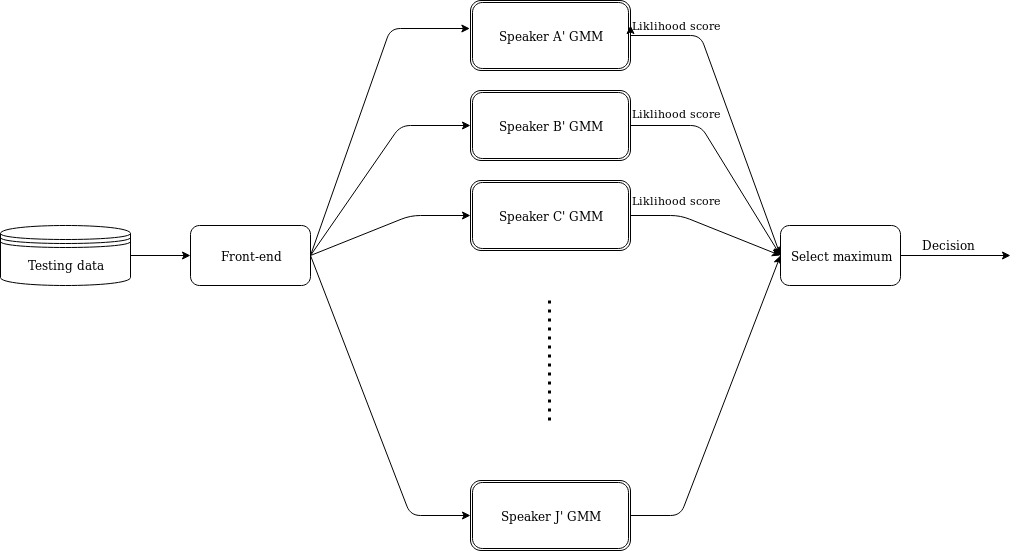 Speaker A' GMM
Liklihood score
Speaker B' GMM
Liklihood score
Speaker C' GMM
Liklihood score
Testing data
Front-end
Select maximum
Decision
Speaker J' GMM